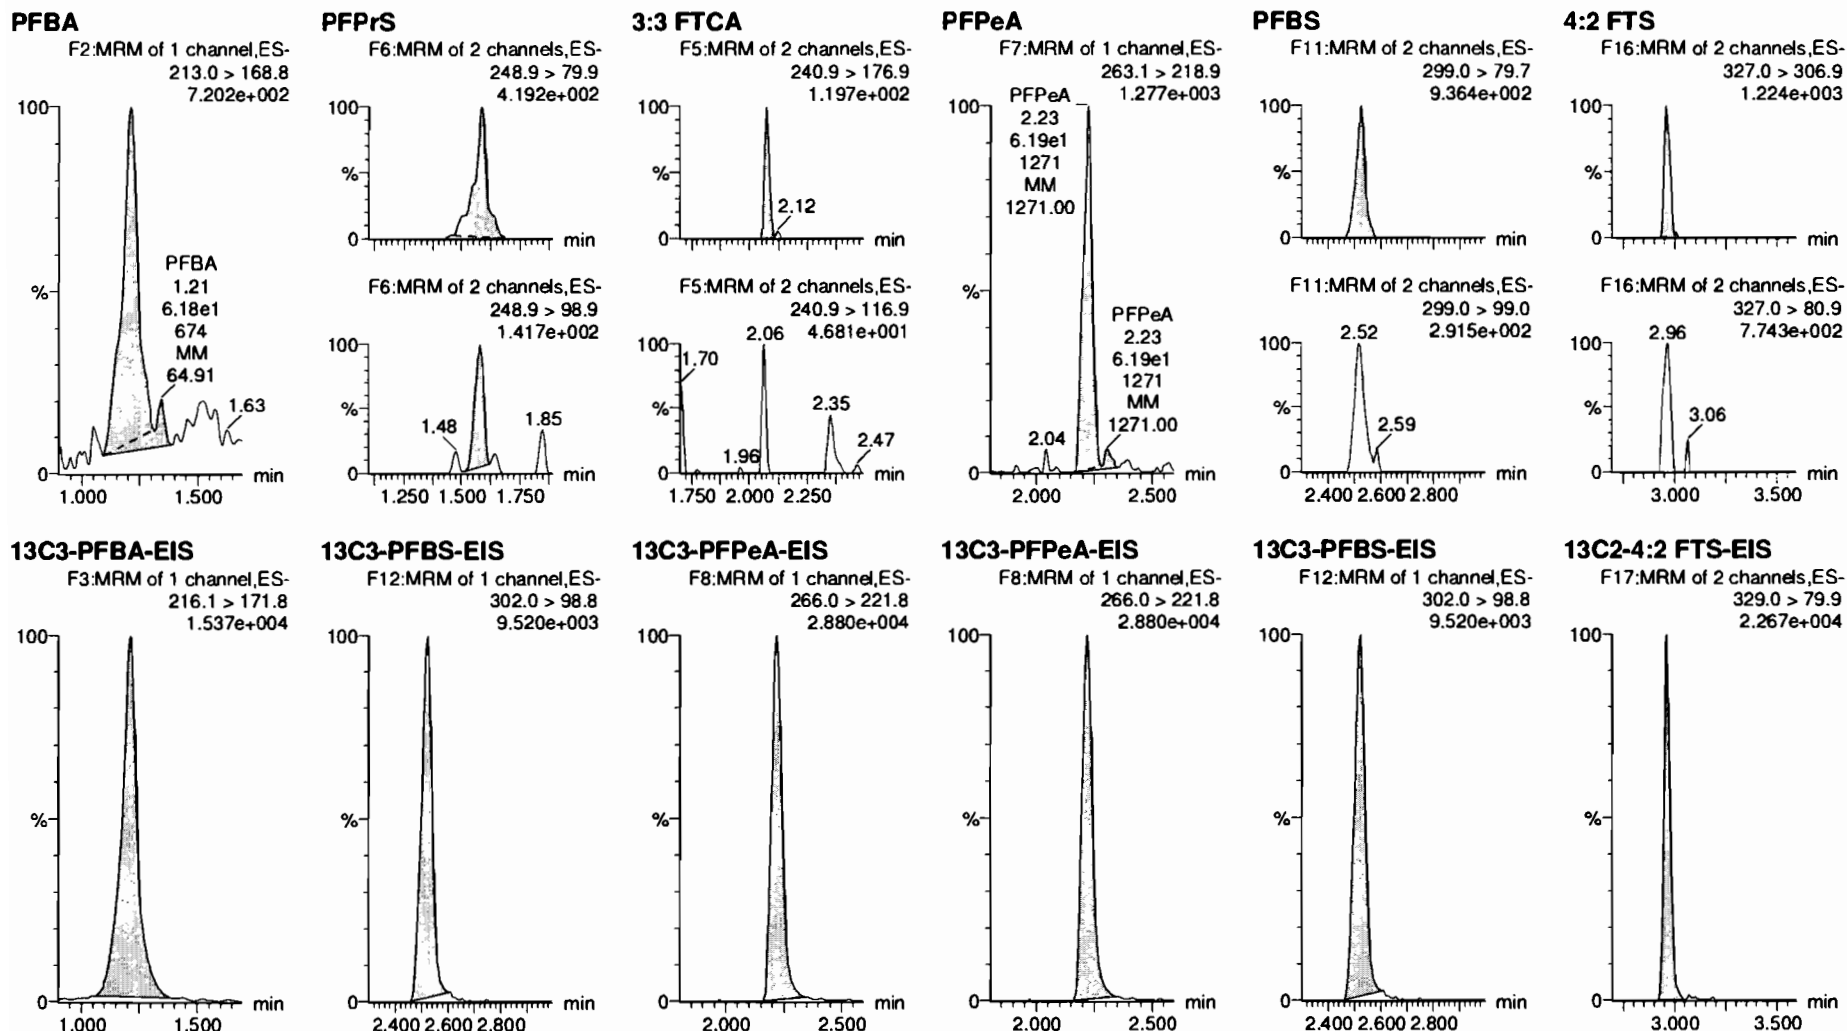 PFBA
F2:MRM of 1 channel,ES-
213.0 > 168.8
7.202e+002
100
%
0
PFBA
1.21
6.18e1
674
MM
64.91
1.63
min
1.000 1.500
PFPrS
F6:MRM of 2 channels,ES-
248.9 > 79.9
4.192e+002
100
%
0
min
F6:MRM of 2 channels,ES-
248.9 > 98.9
1.417e+002
100
%
0
1.48
1.85
min
1.250 1.500 1.750
3:3 FTCA
F5:MRM of 2 channels,ES-
240.9 > 176.9
1.197e+002
100
%
0
2.12
min
F5:MRM of 2 channels,ES-
240.9 > 116.9
4.681e+001
100
%
0
2.06
1.70
2.35
1.96
2.47
min
1.750 2.000 2.250
PFPeA
F7:MRM of 1 channel,ES-
263.1 > 218.9
1.277e+003
100
%
0
PFPeA
2.23
6.19e1
1271
MM
1271.00
PFPeA
2.23
6.19e1
1271
MM
1271.00
2.04
min
2.000 2.500
PFBS
F11:MRM of 2 channels,ES-
299.0 > 79.7
9.364e+002
100
%
0
min
F11:MRM of 2 channels,ES-
299.0 > 99.0
2.915e+002
100
%
0
2.52
2.59
min
2.400 2.600 2.800
4:2 FTS
F16:MRM of 2 channels,ES-
327.0 > 306.9
1.224e+003
100
%
0
min
F16:MRM of 2 channels,ES-
327.0 > 80.9
7.743e+002
100
%
0
2.96
3.06
min
3.000 3.500
13C3-PFBA-EIS
F3:MRM of 1 channel,ES-
216.1 > 171.8
1.537e+004
100
%
0
min
1.000 1.500
13C3-PFBS-EIS
F12:MRM of 1 channel,ES-
302.0 > 98.8
9.520e+003
100
%
0
min
2.400 2.600 2.800
13C3-PFPeA-EIS
F8:MRM of 1 channel,ES-
266.0 > 221.8
2.880e+004
100
%
0
min
2.000 2.500
13C3-PFPeA-EIS
F8:MRM of 1 channel,ES-
266.0 > 221.8
2.880e+004
100
%
0
min
2.000 2.500
13C3-PFBS-EIS
F12:MRM of 1 channel,ES-
302.0 > 98.8
9.520e+003
100
%
0
min
2.400 2.600 2.800
13C2-4:2 FTS-EIS
F17:MRM of 2 channels,ES-
329.0 > 79.9
2.267e+004
100
%
0
min
3.000 3.500